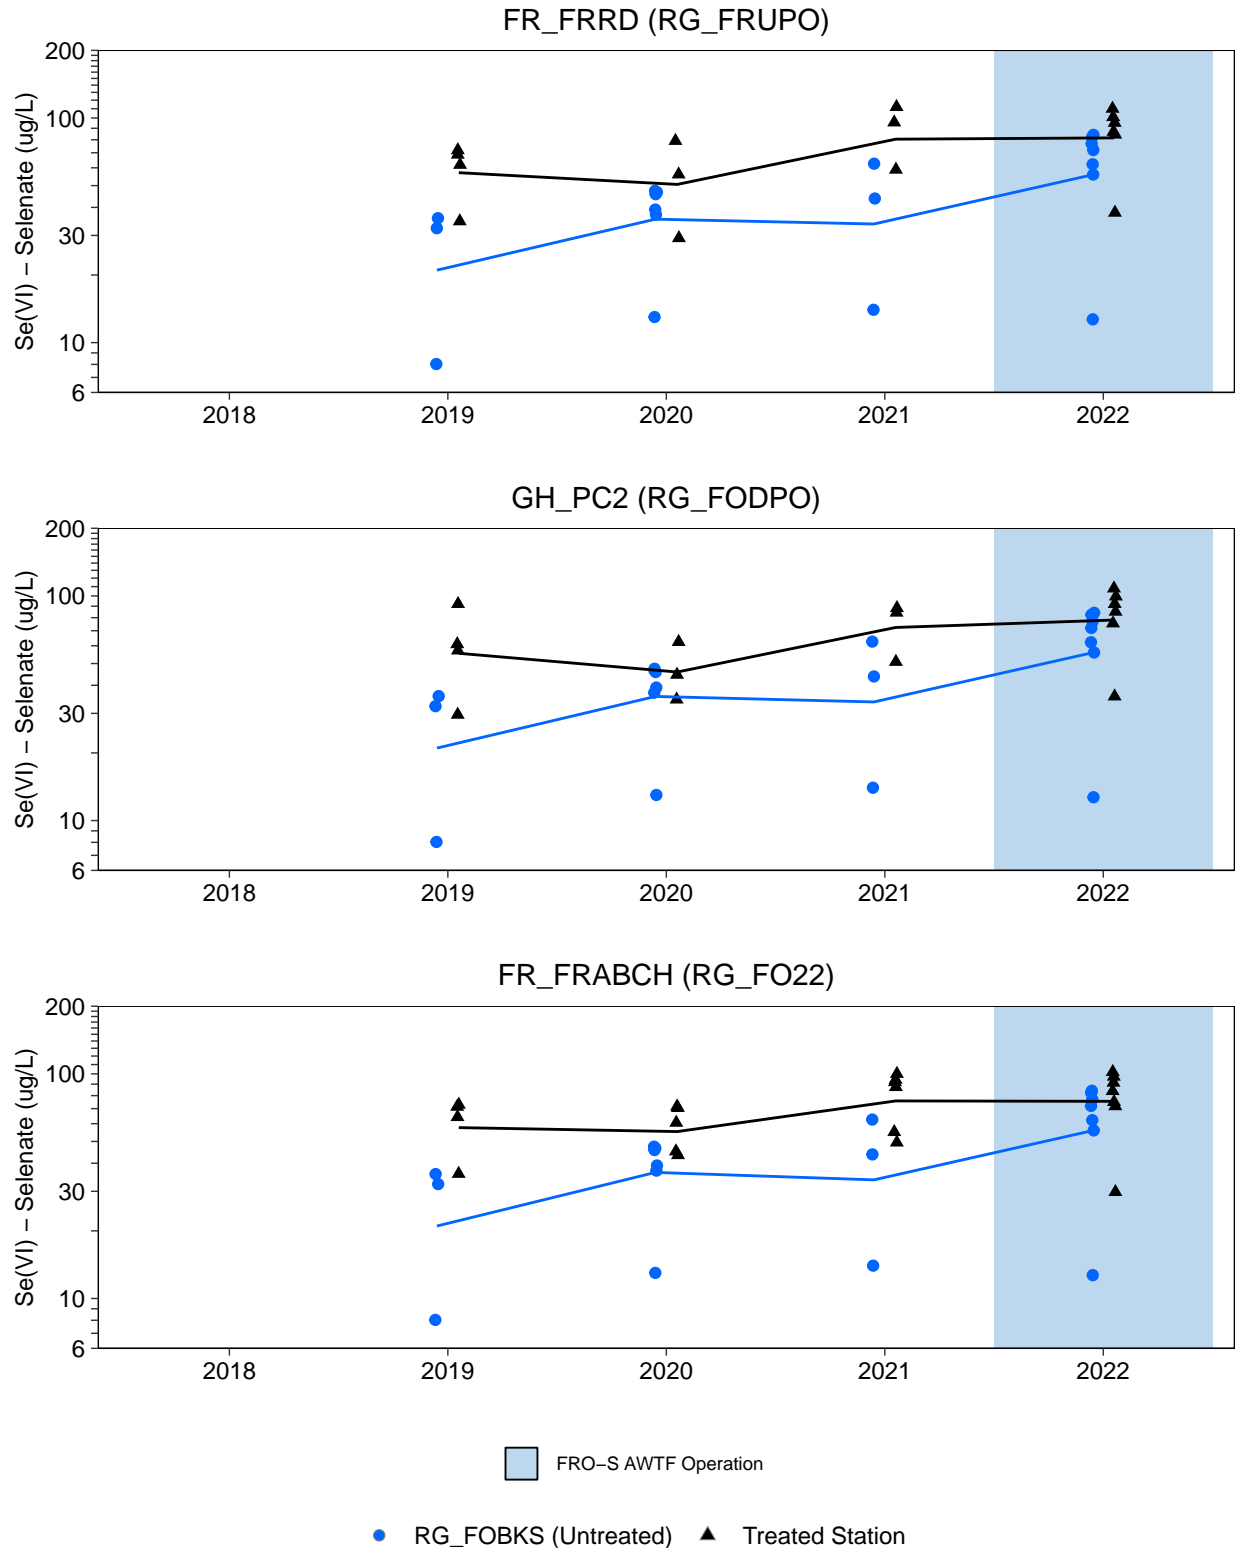 FR_FRRD (RG_FRUPO)
Se(VI) − Selenate (ug/L)
200
100
30
10
6
2018 2019 2020 2021 2022
GH_PC2 (RG_FODPO)
Se(VI) − Selenate (ug/L)
200
100
30
10
6
2018 2019 2020 2021 2022
FR_FRABCH (RG_FO22)
Se(VI) − Selenate (ug/L)
200
100
30
10
6
2018 2019 2020 2021 2022
FRO−S AWTF Operation
RG_FOBKS (Untreated) Treated Station